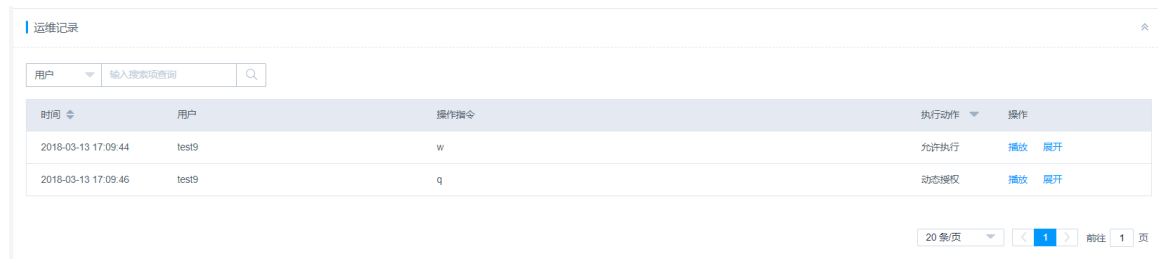 运维记录
用户 输入搜索项查询
时间 用户 操作指令 执行动作 操作
2018-03-13 17:09:44 test9 w 允许执行 播放 展开
2018-03-13 17:09:46 test9 q 动态授权 播放 展开
20 条/页 1 前往 1 页